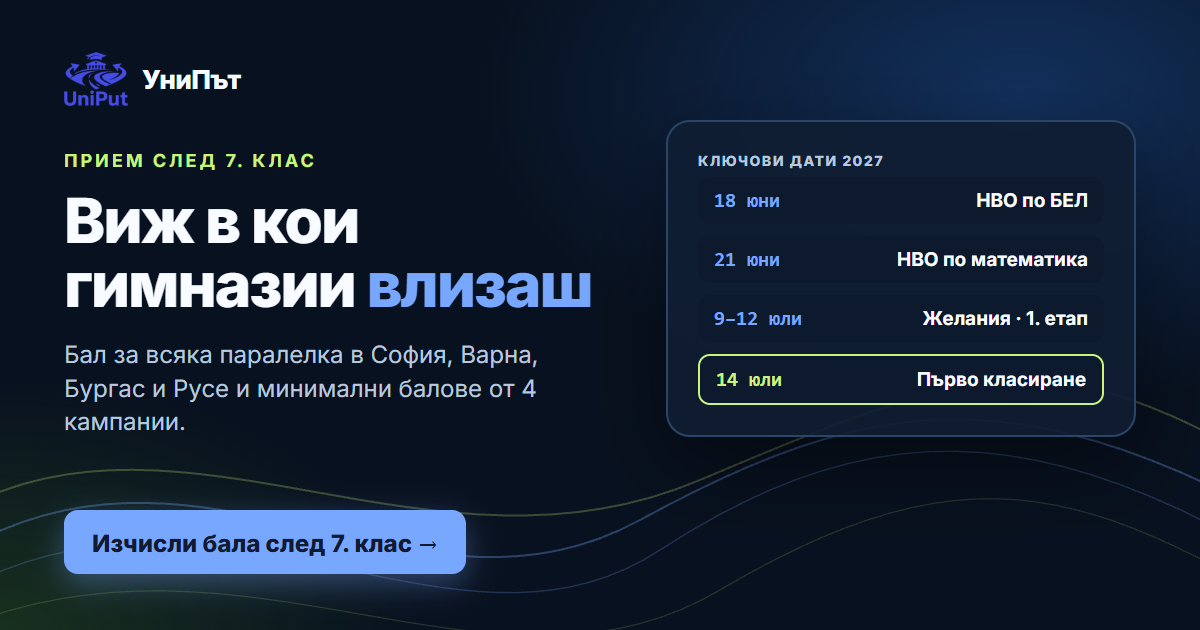 UniPut
УниПът
ПРИЕМ СЛЕД 7. КЛАС
Виж в кои
гимназии влизаш
Бал за всяка паралелка в София, Варна,
Бургас и Русе и минимални балове от 4
кампании.
Изчисли бала след 7. клас →
КЛЮЧОВИ ДАТИ 2027
18 юни НВО по БЕЛ
21 юни НВО по математика
9–12 юли Желания · 1. етап
14 юли Първо класиране